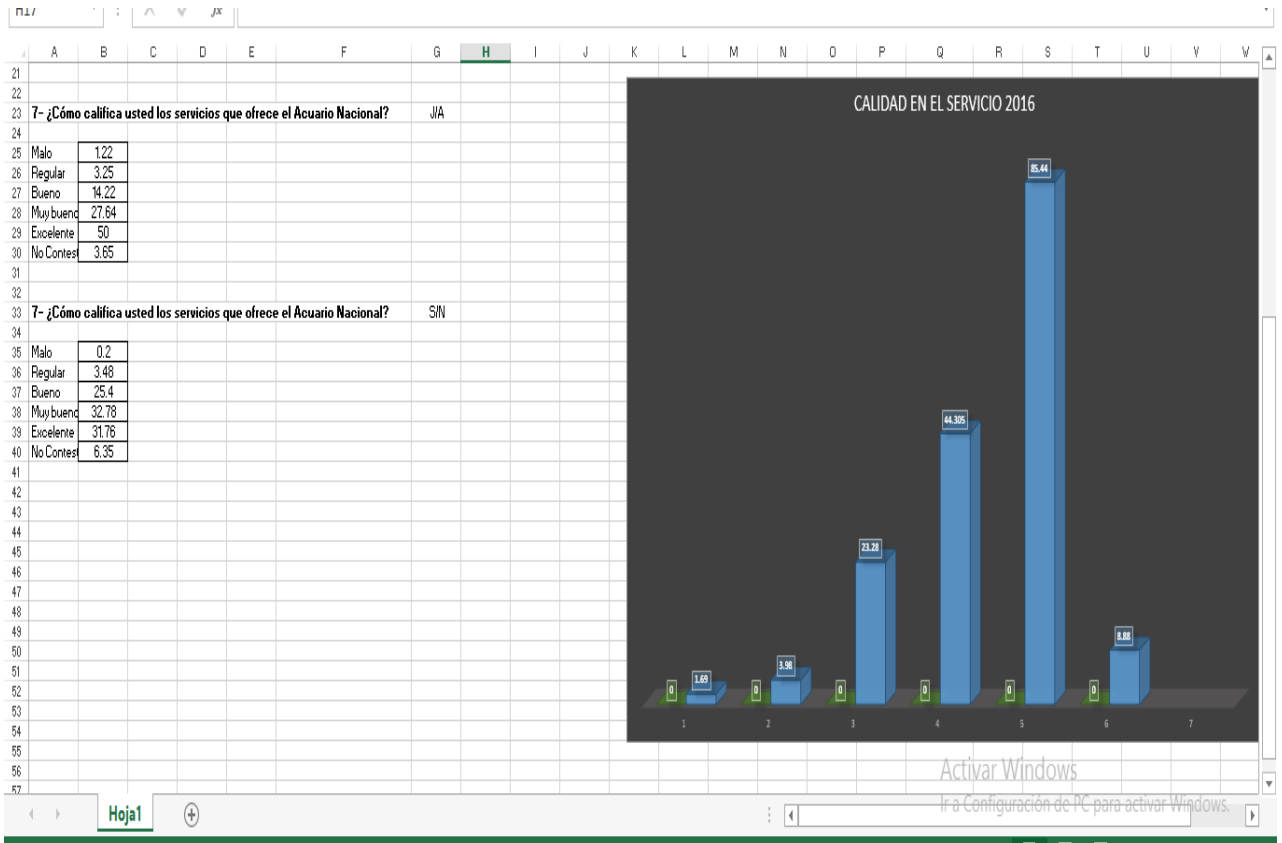 H17 fx
A B C D E F G H I J K L M N O P Q R S T U V W
21
22
23 7- ¿Cómo califica usted los servicios que ofrece el Acuario Nacional? J/A
24
25 Malo 1.22
26 Regular 3.25
27 Bueno 14.22
28 Muy bueno 27.64
29 Excelente 50
30 No Contest 3.65
31
32
33 7- ¿Cómo califica usted los servicios que ofrece el Acuario Nacional? S/N
34
35 Malo 0.2
36 Regular 3.48
37 Bueno 25.4
38 Muy bueno 32.78
39 Excelente 31.76
40 No Contest 6.35
41
42
43
44
45
46
47
48
49
50
51
52
53
54
55
56
57
CALIDAD EN EL SERVICIO 2016
85.44
44.305
23.28
8.88
3.98
1.69
0 0 0 0 0 0
1 2 3 4 5 6 7
Activar Windows
Ir a Configuración de PC para activar Windows.
Hoja1